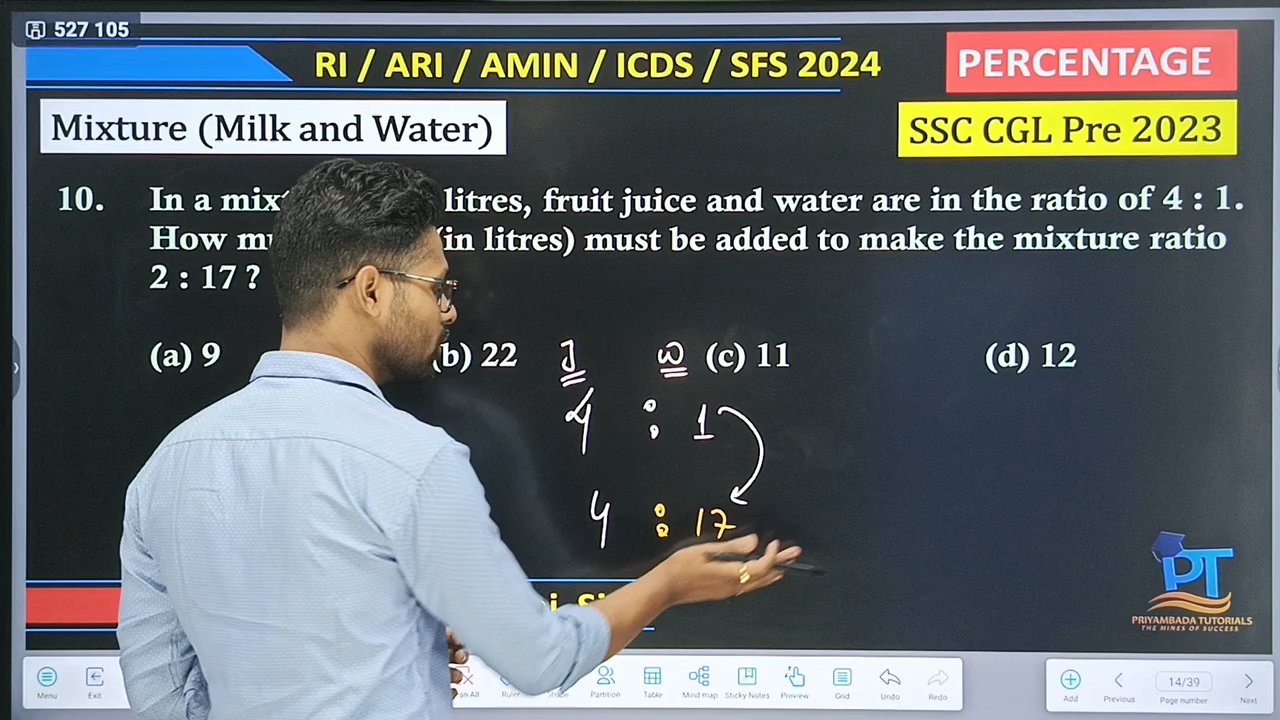 527 105
RI / ARI / AMIN / ICDS / SFS 2024
PERCENTAGE
Mixture (Milk and Water)
SSC CGL Pre 2023
10. In a litres, fruit juice and water are in the ratio of 4 : 1.
How (in litres) must be added to make the mixture ratio
2 : 17 ?
(a) 9 (b) 22 (c) 11 (d) 12
J W
4 : 1
4 : 17
PT
PRIYAMBADA TUTORIALS
THE MINES OF SUCCESS
Menu Exit All Ruler Shape Partition Table Mind map Sticky Notes Preview Grid Undo Redo
Add Previous 14/39 Page number Next